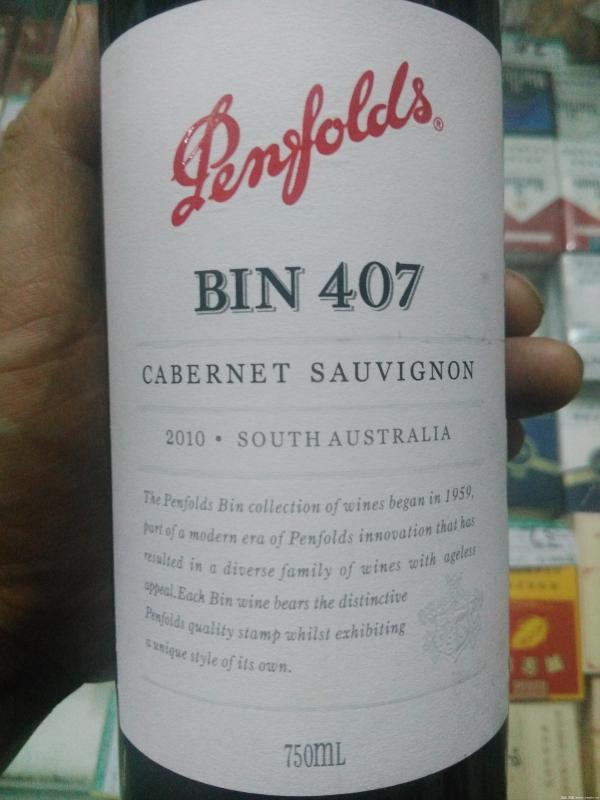 Penfolds®
BIN 407
CABERNET SAUVIGNON
2010 • SOUTH AUSTRALIA
The Penfolds Bin collection of wines began in 1959,
part of a modern era of Penfolds innovation that has
resulted in a diverse family of wines with ageless
appeal.Each Bin wine bears the distinctive
Penfolds quality stamp whilst exhibiting
a unique style of its own.
750mL